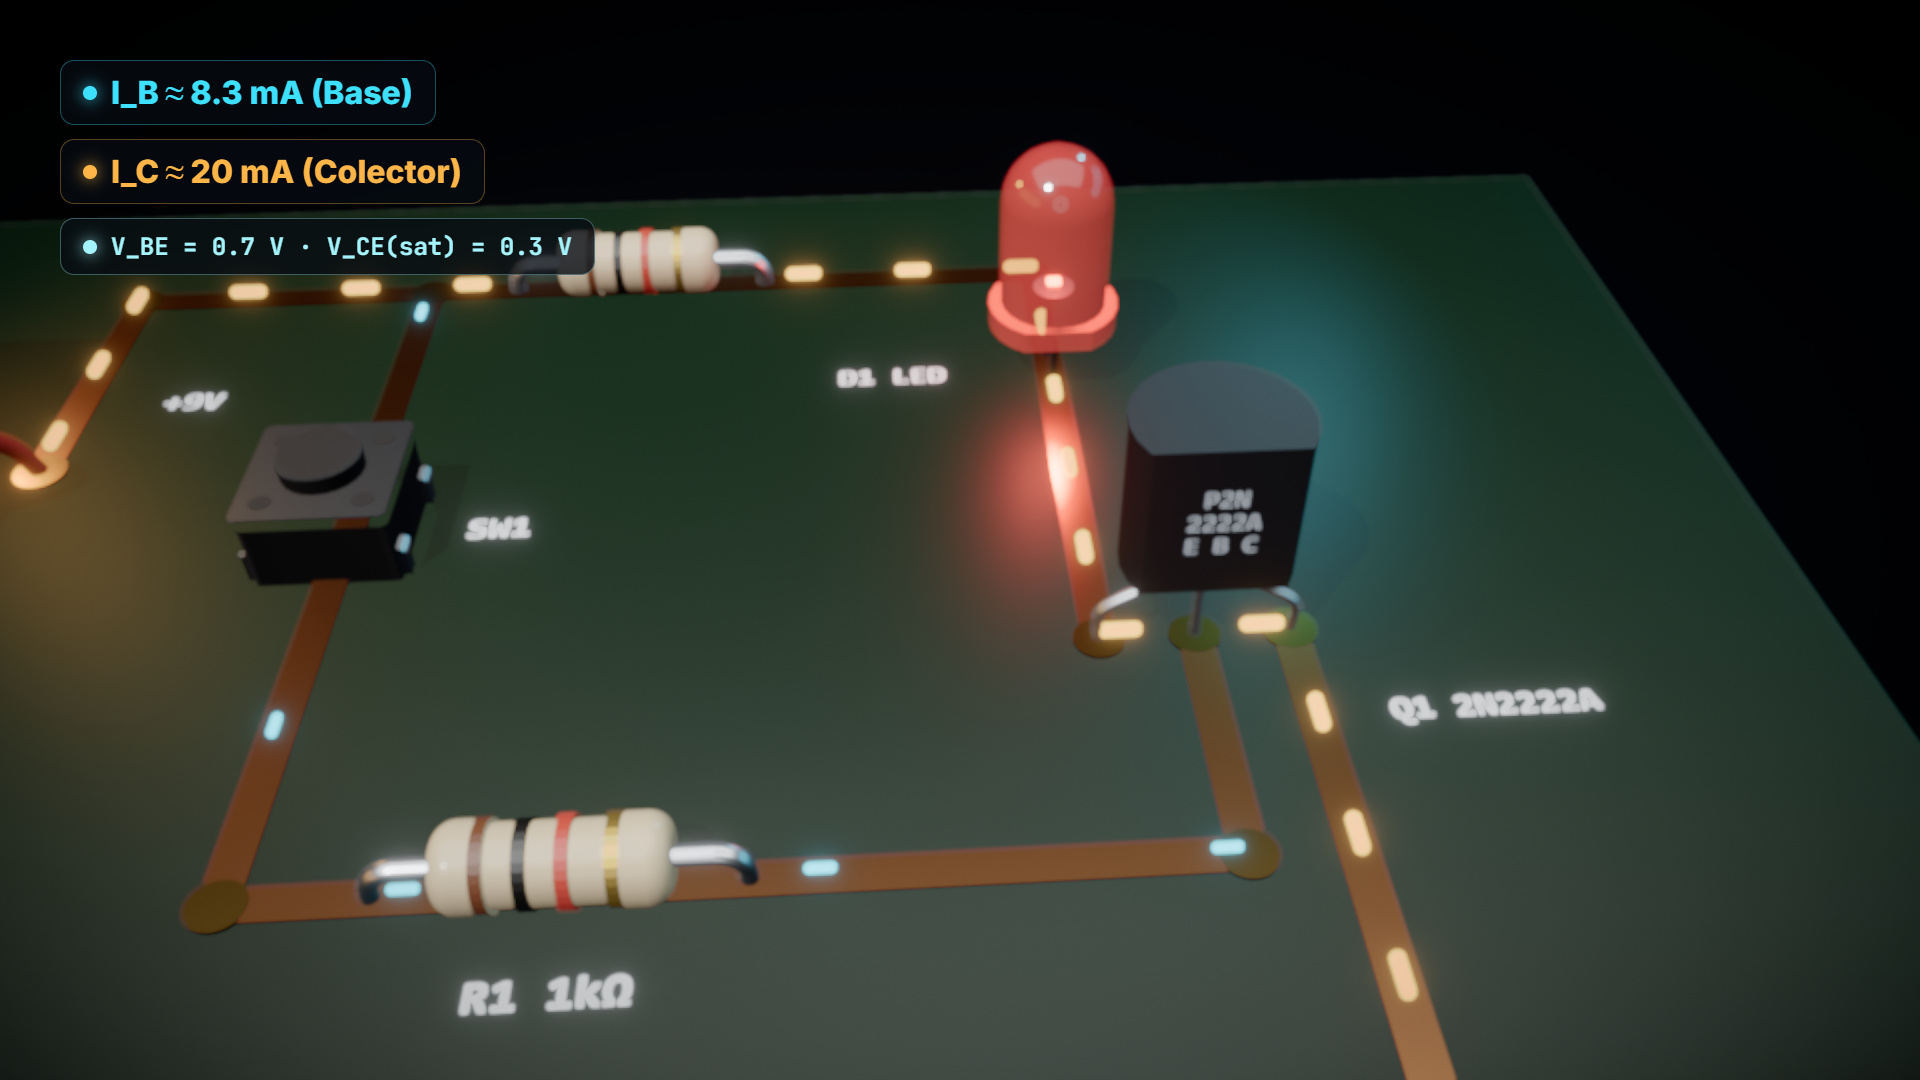 I_B ≈ 8.3 mA (Base)
I_C ≈ 20 mA (Colector)
V_BE = 0.7 V · V_CE(sat) = 0.3 V
+9V
D1 LED
SW1
P2N
2222A
E B C
Q1 2N2222A
R1 1kΩ